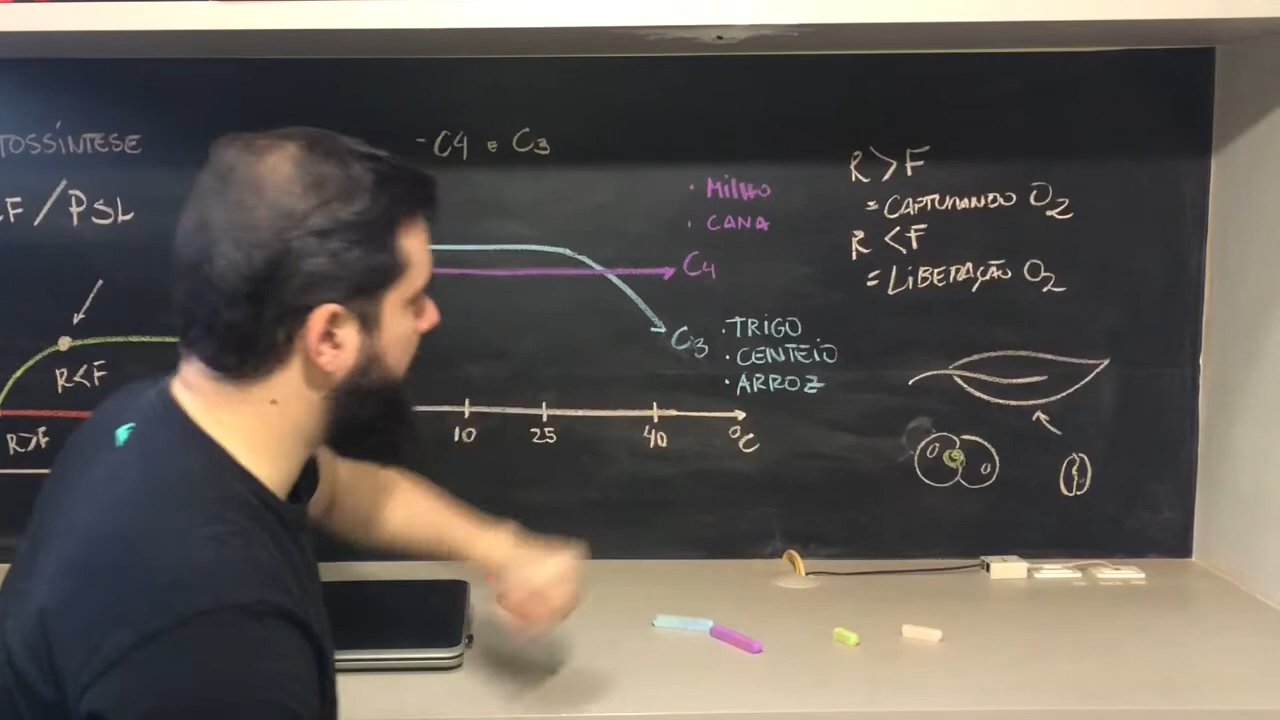 TOSSÍNTESE
F/PSL
R<F
R>F
-C4 E C3
· MILHO
· CANA
C4
C3
· TRIGO
· CENTEIO
· ARROZ
10 25 40 °C
R>F
= CAPTURANDO O2
R<F
= LIBERAÇÃO O2